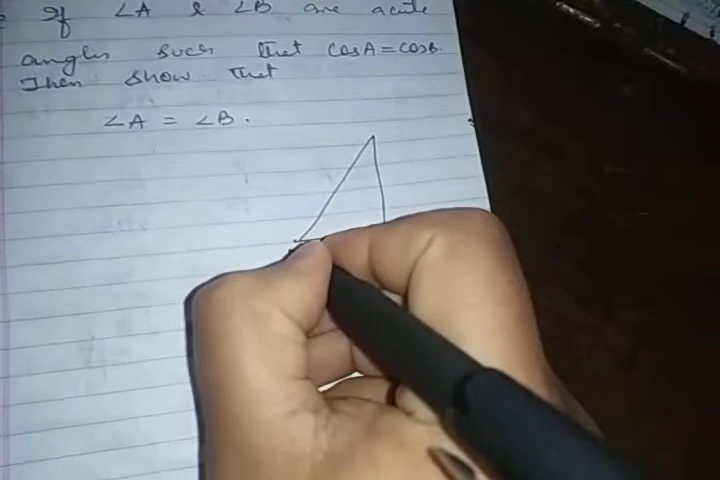 If ∠A & ∠B are acute
angles such that cosA = cosB.
Then show that
∠A = ∠B.